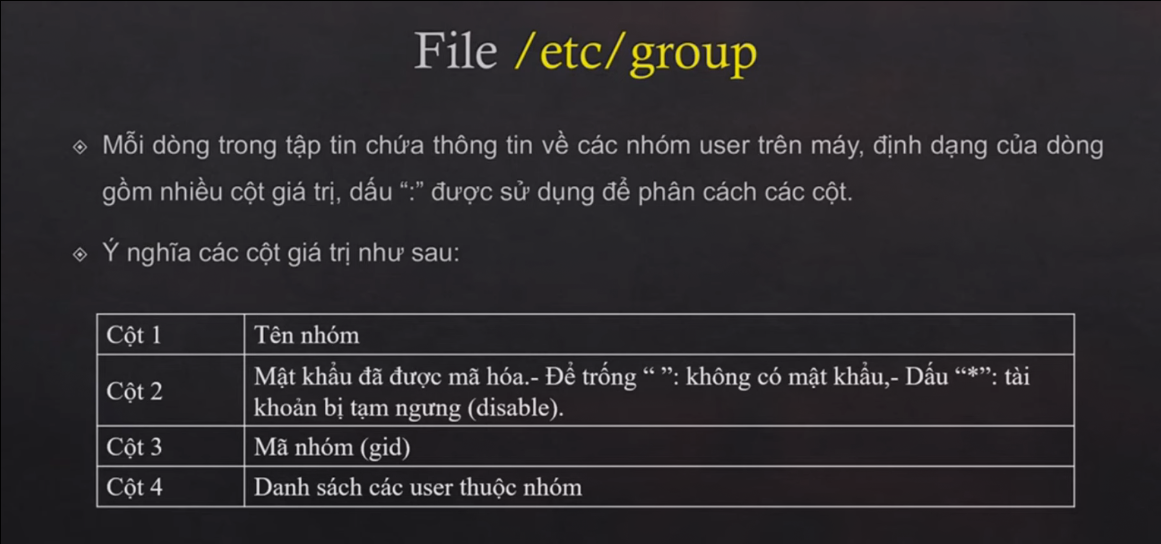 File /etc/group
Mỗi dòng trong tập tin chứa thông tin về các nhóm user trên máy, định dạng của dòng
gồm nhiều cột giá trị, dấu “:” được sử dụng để phân cách các cột.
Ý nghĩa các cột giá trị như sau:
Cột 1 Tên nhóm
Cột 2 Mật khẩu đã được mã hóa.- Để trống “ ”: không có mật khẩu,- Dấu “*”: tài
khoản bị tạm ngưng (disable).
Cột 3 Mã nhóm (gid)
Cột 4 Danh sách các user thuộc nhóm